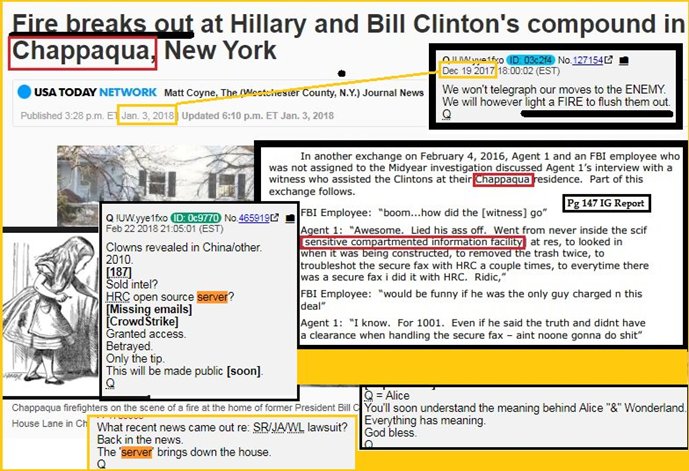 Fire breaks out at Hillary and Bill Clinton's compound in
Chappaqua, New York
USA TODAY NETWORK Matt Coyne, The (Westchester County, N.Y.) Journal News
Published 3:28 p.m. ET Jan. 3, 2018 | Updated 6:10 p.m. ET Jan. 3, 2018
Q !UW.yye1fxo ID: 03c2f4 No.127154
Dec 19 2017 18:00:02 (EST)
We won't telegraph our moves to the ENEMY.
We will however light a FIRE to flush them out.
Q
In another exchange on February 4, 2016, Agent 1 and an FBI employee who
was not assigned to the Midyear investigation discussed Agent 1's interview with a
witness who assisted the Clintons at their Chappaqua residence. Part of this
exchange follows.
Pg 147 IG Report
FBI Employee: "boom...how did the [witness] go"
Agent 1: "Awesome. Lied his ass off. Went from never inside the scif
[sensitive compartmented information facility] at res, to looked in
when it was being constructed, to removed the trash twice, to
troubleshot the secure fax with HRC a couple times, to everytime there
was a secure fax i did it with HRC. Ridic,"
FBI Employee: "would be funny if he was the only guy charged n this
deal"
Agent 1: "I know. For 1001. Even if he said the truth and didnt have
a clearance when handling the secure fax – aint noone gonna do shit"
Q !UW.yye1fxo ID: 0c9770 No.465919
Feb 22 2018 21:05:01 (EST)
Clowns revealed in China/other.
2010.
[187]
Sold intel?
HRC open source server?
[Missing emails]
[CrowdStrike]
Granted access.
Betrayed.
Only the tip.
This will be made public [soon].
Q
Q = Alice
You'll soon understand the meaning behind Alice "&" Wonderland.
Everything has meaning.
God bless.
Q
Chappaqua firefighters on the scene of a fire at the home of former President Bill C
House Lane in Ch
What recent news came out re: SR/JA/WL lawsuit?
Back in the news.
The 'server' brings down the house.
Q